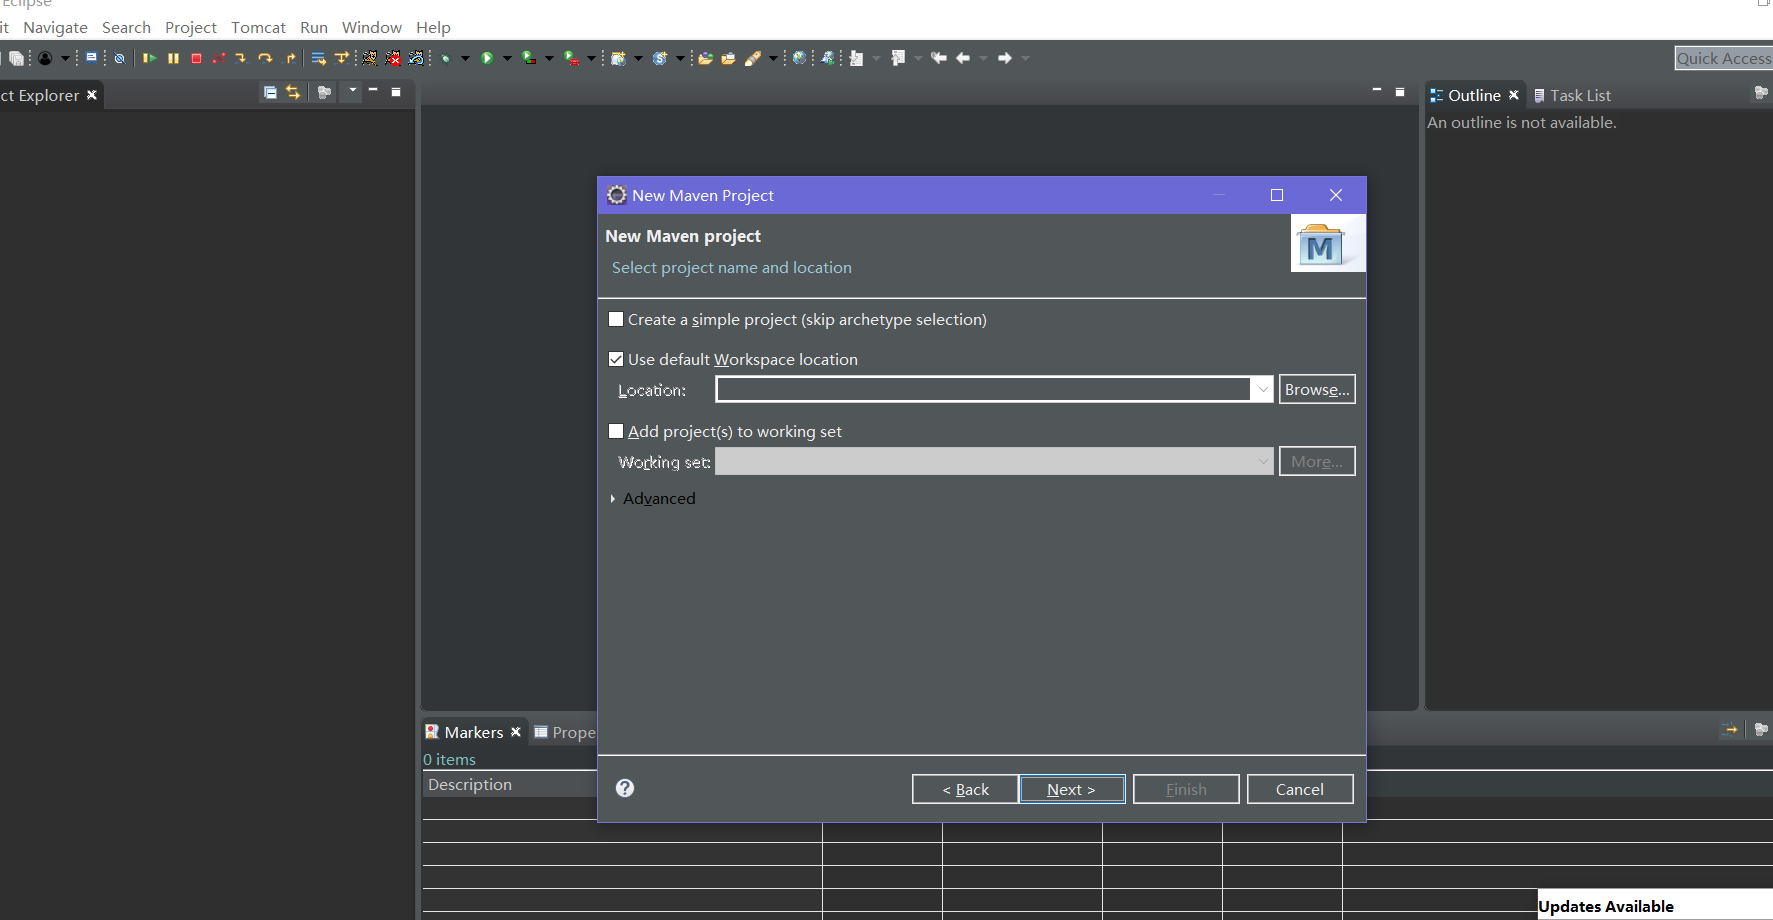 Eclipse
it Navigate Search Project Tomcat Run Window Help
Quick Access
ct Explorer
Outline Task List
An outline is not available.
New Maven Project
New Maven project
Select project name and location
M
Create a simple project (skip archetype selection)
Use default Workspace location
Location: Browse...
Add project(s) to working set
Working set: More...
Advanced
Markers Prope
0 items
Description
< Back Next > Finish Cancel
Updates Available